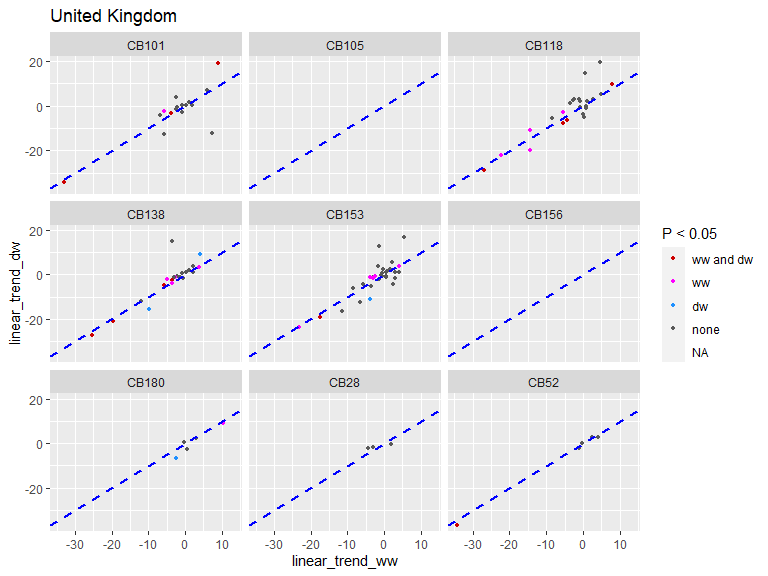 United Kingdom
CB101 CB105 CB118
20
0
-20
CB138 CB153 CB156
20
0
-20
CB180 CB28 CB52
20
0
-20
-30 -20 -10 0 10 -30 -20 -10 0 10 -30 -20 -10 0 10
linear_trend_ww
linear_trend_dw
P < 0.05
ww and dw
ww
dw
none
NA